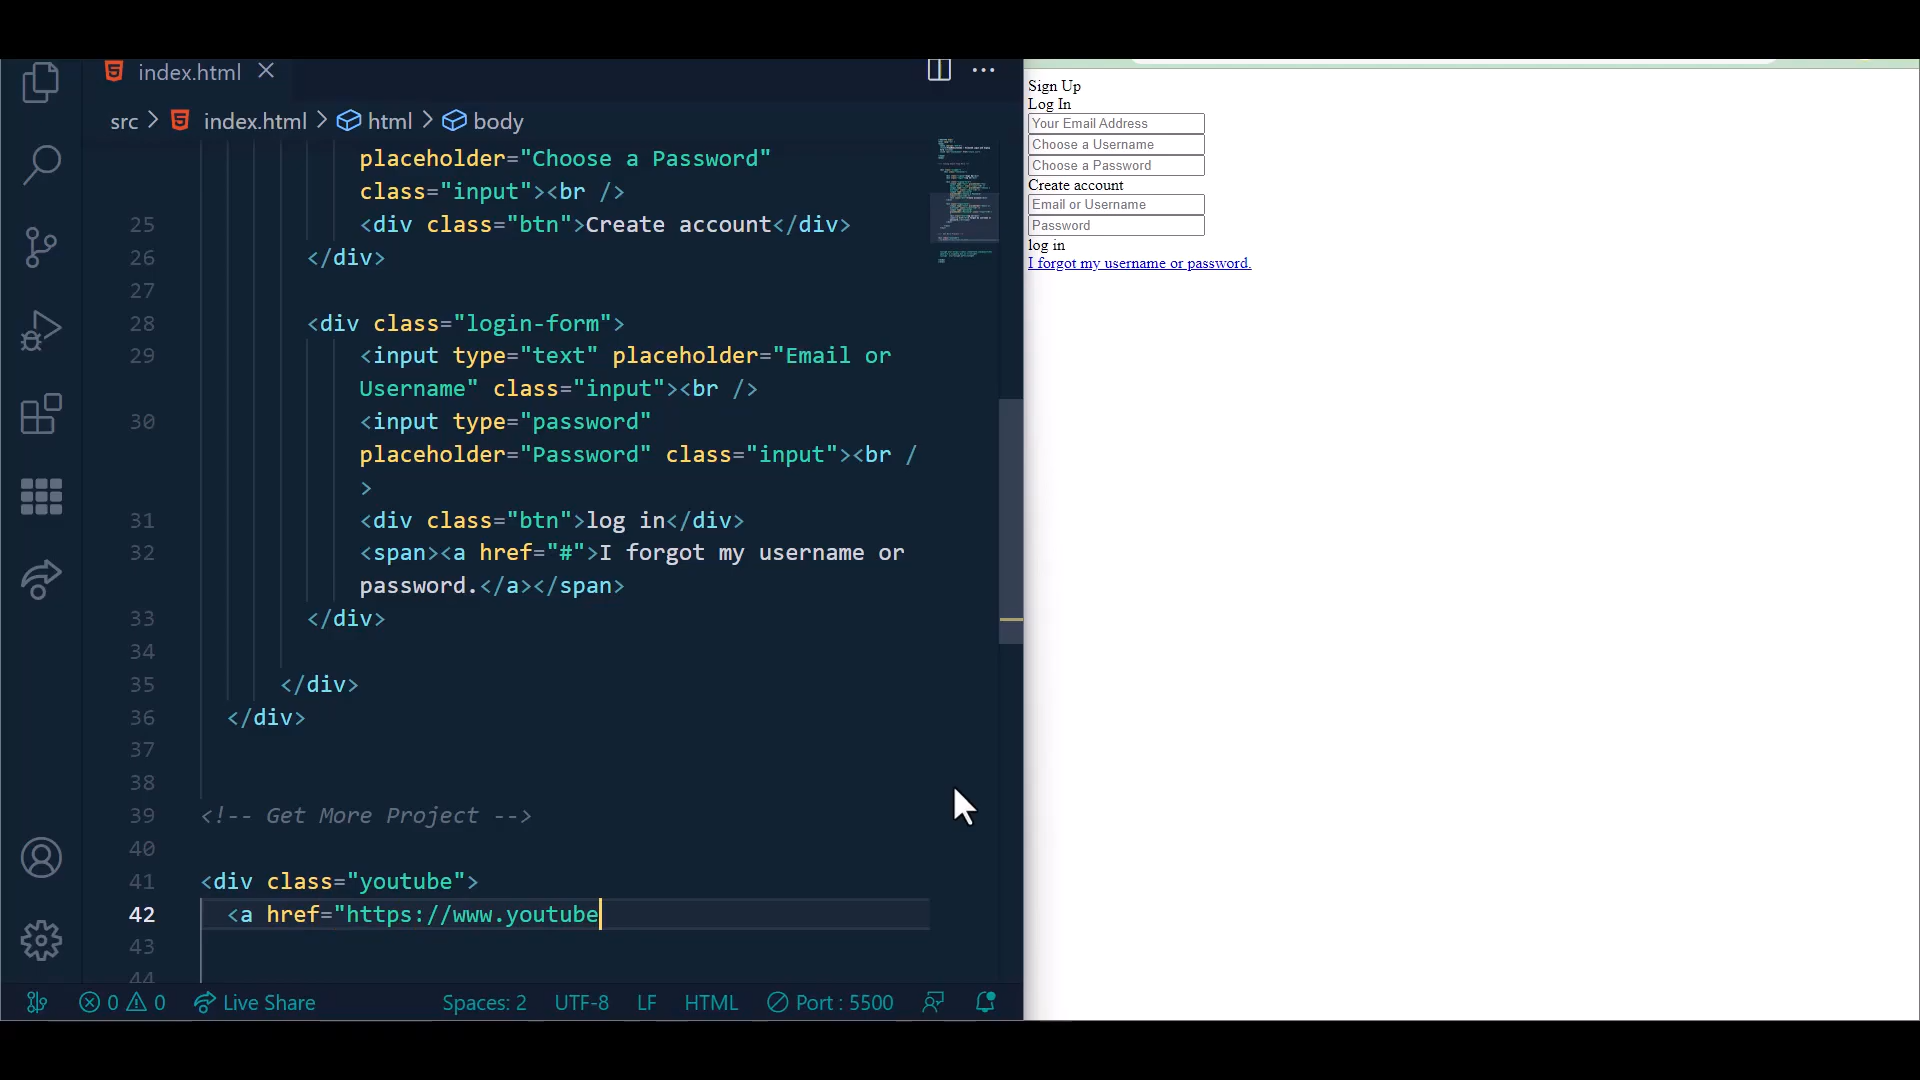 index.html
src > index.html > html > body
placeholder="Choose a Password"
class="input"><br />
25 <div class="btn">Create account</div>
26 </div>
27
28 <div class="login-form">
29 <input type="text" placeholder="Email or
Username" class="input"><br />
30 <input type="password"
placeholder="Password" class="input"><br /
>
31 <div class="btn">log in</div>
32 <span><a href="#">I forgot my username or
password.</a></span>
33 </div>
34
35 </div>
36 </div>
37
38
39 <!-- Get More Project -->
40
41 <div class="youtube">
42 <a href="https://www.youtube
43
44
0 0 Live Share Spaces: 2 UTF-8 LF HTML Port : 5500
Sign Up
Log In
Your Email Address
Choose a Username
Choose a Password
Create account
Email or Username
Password
log in
I forgot my username or password.